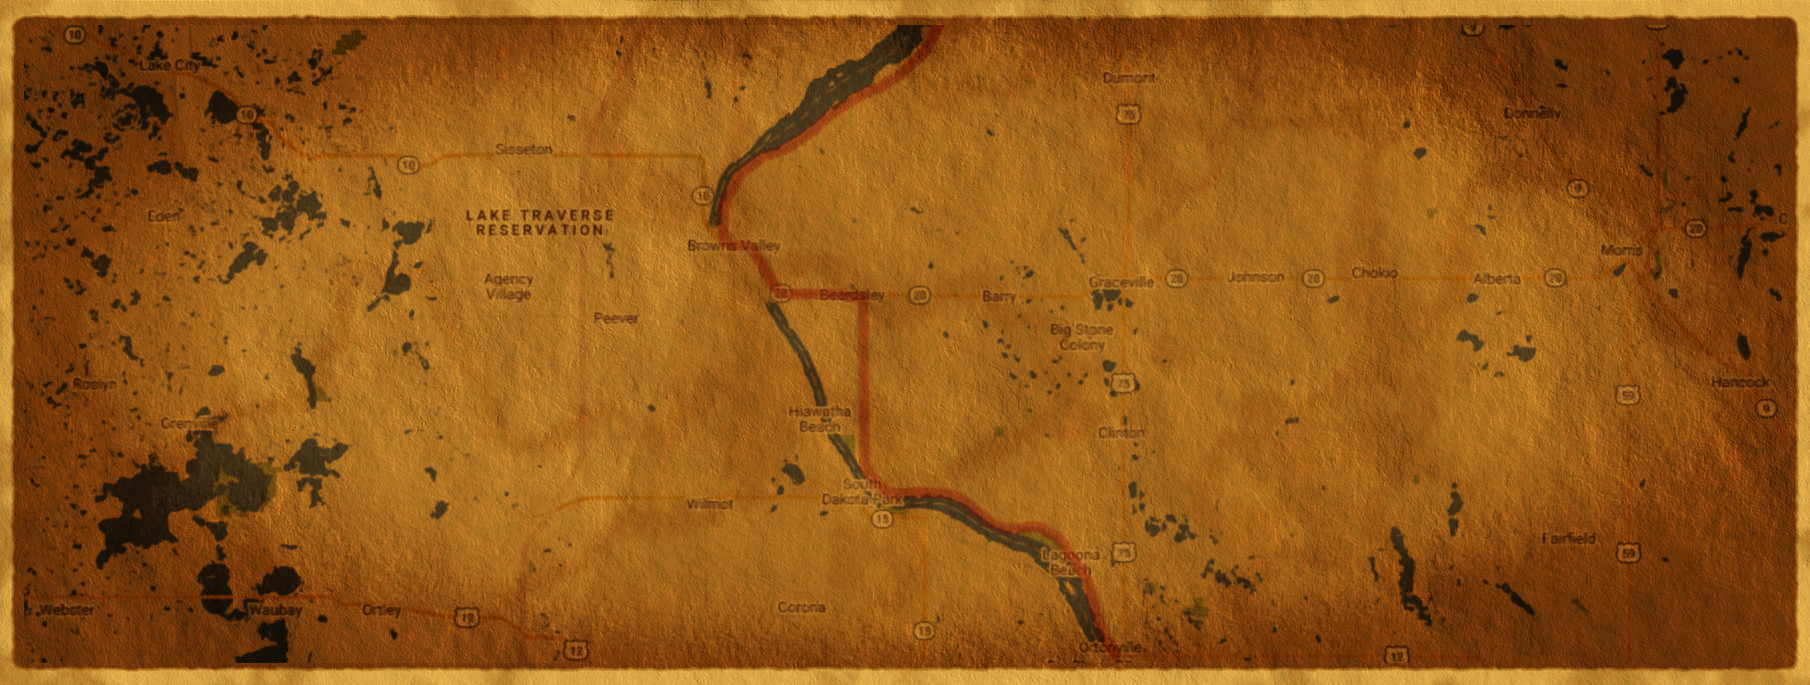 10
9
Lake City
Dumont
16
75
Donnelly
Sisseton
10
10
9
LAKE TRAVERSE
RESERVATION
Eden
28
Browns Valley
Morris
Agency
Village
Graceville
28
Johnson
28
Chokio
Alberta
28
28
Beardsley
28
Barry
Peever
Big Stone
Colony
Roslyn
75
Hancock
59
9
Hiawatha
Beach
Grenville
Clinton
South
Dakota Park
Wilmot
15
Fairfield
Lagoona
Beach
75
59
Webster
Waubay
Ortley
12
Corona
15
12
Ortonville
12